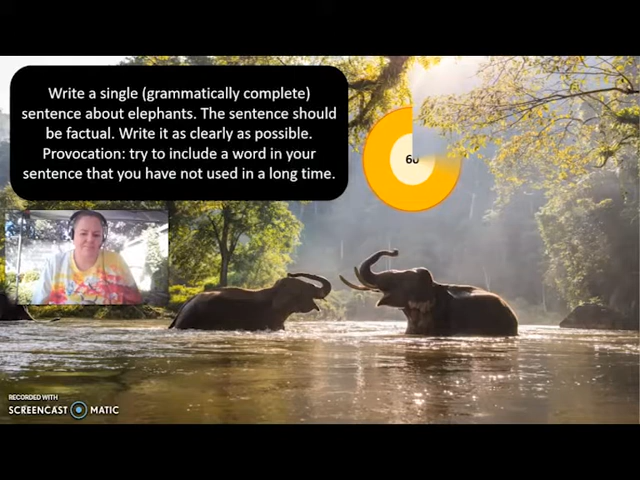 Write a single (grammatically complete)
sentence about elephants. The sentence should
be factual. Write it as clearly as possible.
Provocation: try to include a word in your
sentence that you have not used in a long time.
60
RECORDED WITH
SCREENCAST MATIC